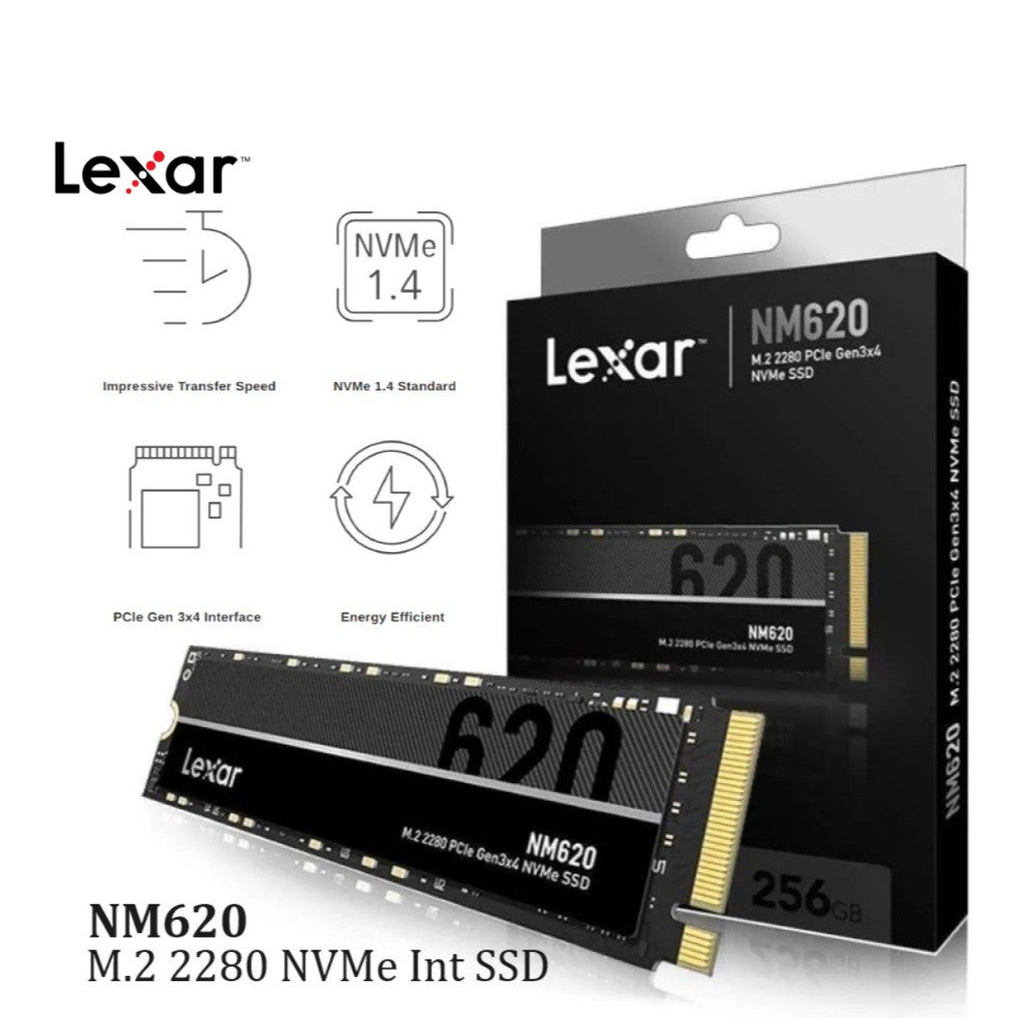 Lexar™
NVMe
1.4
Impressive Transfer Speed
NVMe 1.4 Standard
PCIe Gen 3x4 Interface
Energy Efficient
Lexar™
NM620
M.2 2280 PCIe Gen3x4
NVMe SSD
620
NM620
M.2 2280 PCIe Gen3x4 NVMe SSD
NM620 M.2 2280 PCIe Gen3x4 NVMe SSD
256GB
620
Lexar
NM620
M.2 2280 PCIe Gen3x4 NVMe SSD
U1
U2
NM620
M.2 2280 NVMe Int SSD